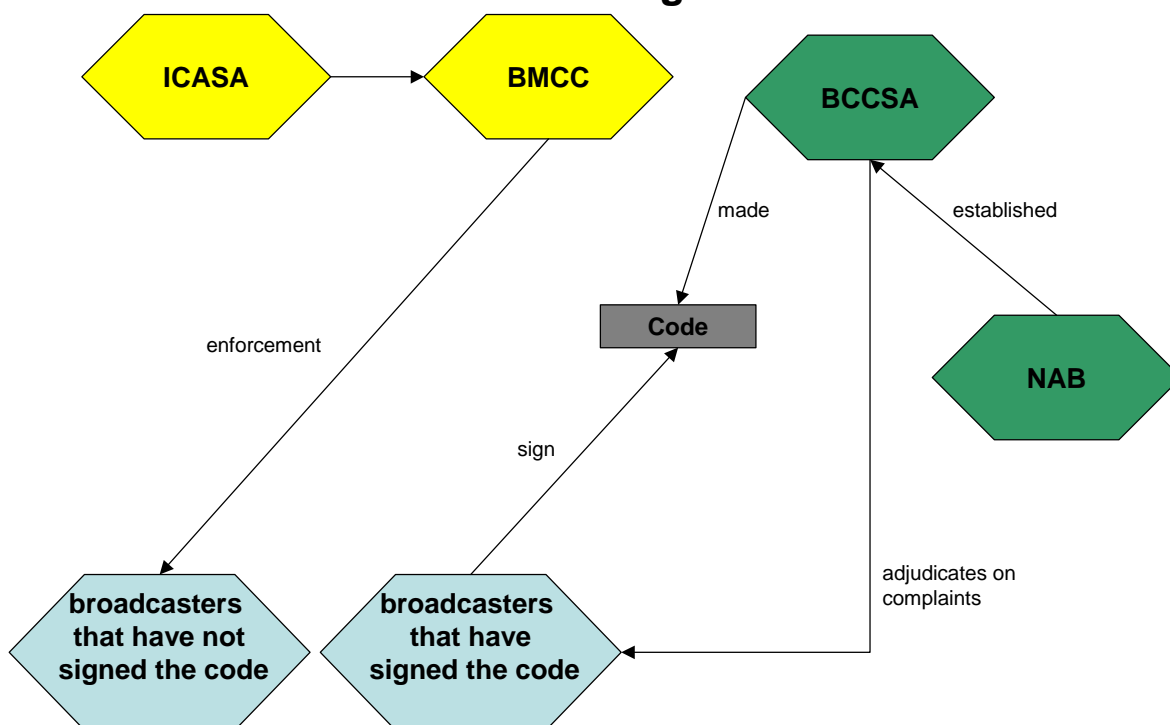 ICASA
BMCC
BCCSA
made
established
Code
enforcement
NAB
sign
adjudicates on
complaints
broadcasters
that have not
signed the code
broadcasters
that have
signed the code